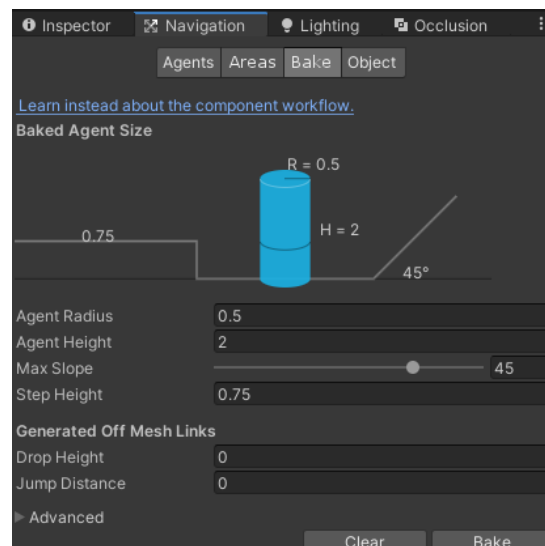 Inspector Navigation Lighting Occlusion
Agents Areas Bake Object
Learn instead about the component workflow.
Baked Agent Size
R = 0.5
0.75
H = 2
45°
Agent Radius 0.5
Agent Height 2
Max Slope 45
Step Height 0.75
Generated Off Mesh Links
Drop Height 0
Jump Distance 0
Advanced
Clear Bake